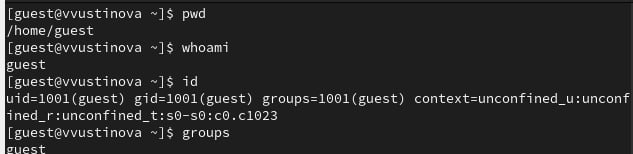 [guest@vvustinova ~]$ pwd
/home/guest
[guest@vvustinova ~]$ whoami
guest
[guest@vvustinova ~]$ id
uid=1001(guest) gid=1001(guest) groups=1001(guest) context=unconfined_u:unconf
ined_r:unconfined_t:s0-s0:c0.c1023
[guest@vvustinova ~]$ groups
guest